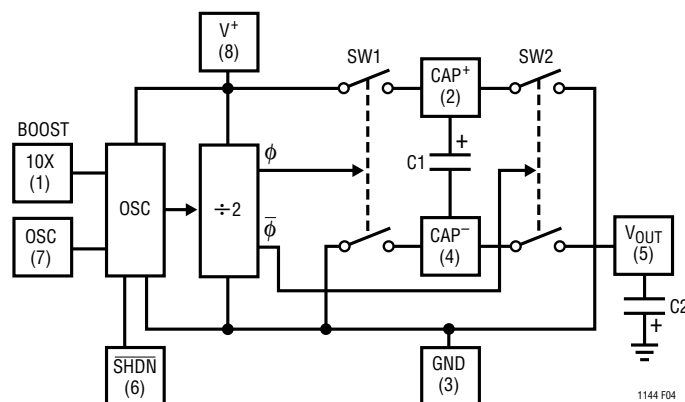 V+
(8)
SW1
SW2
CAP+
(2)
BOOST
10X
(1)
OSC
÷2
ϕ
+
C1
OSC
(7)
ϕ̅
CAP−
(4)
VOUT
(5)
C2
+
S̅H̅D̅N̅
(6)
GND
(3)
1144 F04